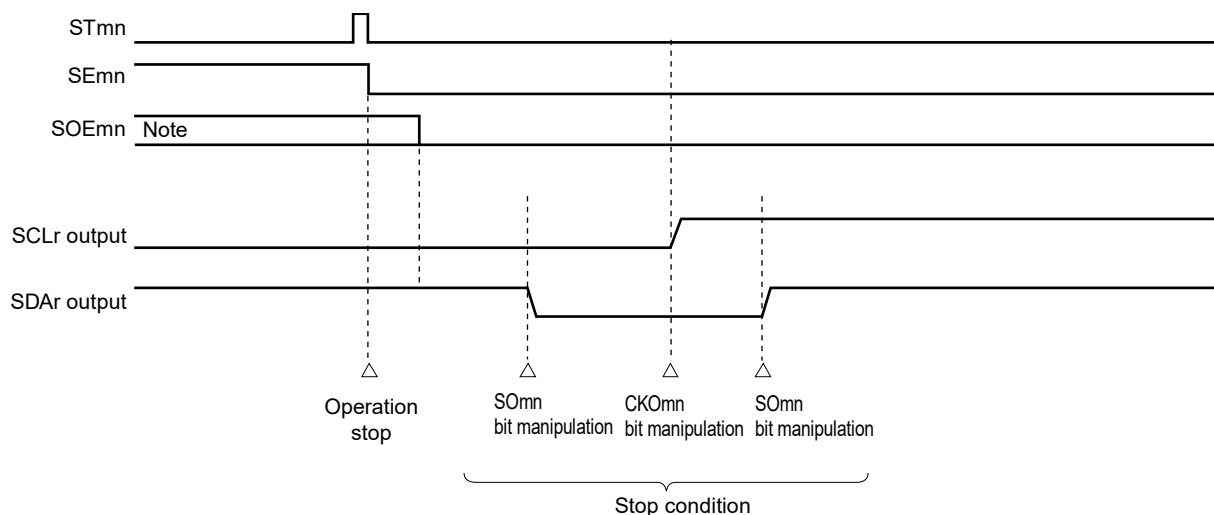 STmn
SEmn
SOEmn Note
SCLr output
SDAr output
Operation
stop
SOmn
bit manipulation
CKOmn
bit manipulation
SOmn
bit manipulation
Stop condition